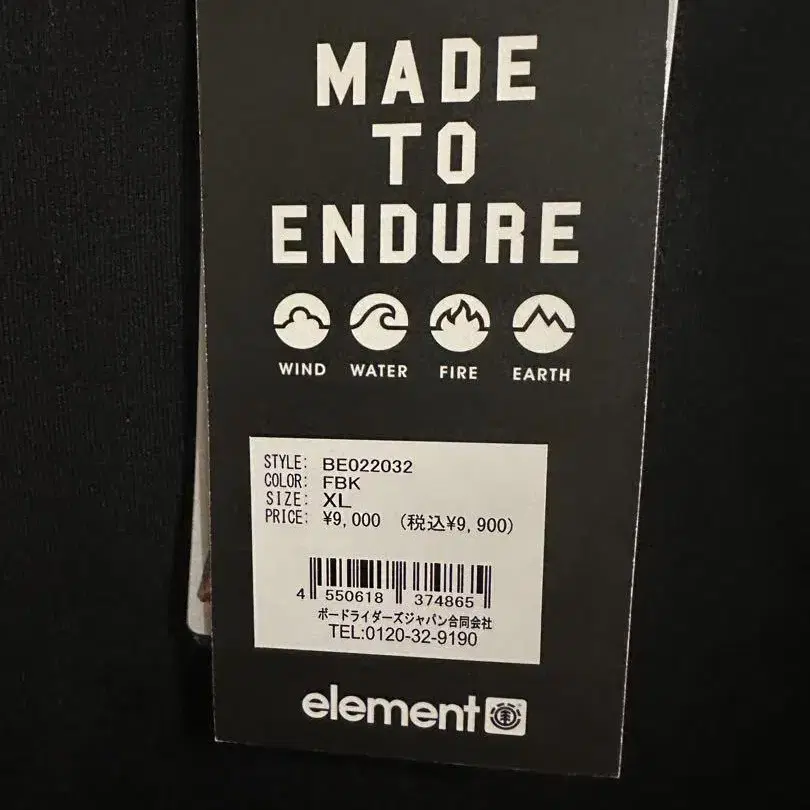 MADE
TO
ENDURE
WIND WATER FIRE EARTH
STYLE: BE022032
COLOR: FBK
SIZE: XL
PRICE: ¥9,000 (税込¥9,900)
4 550618 374865
ボードライダーズジャパン合同会社
TEL:0120-32-9190
element